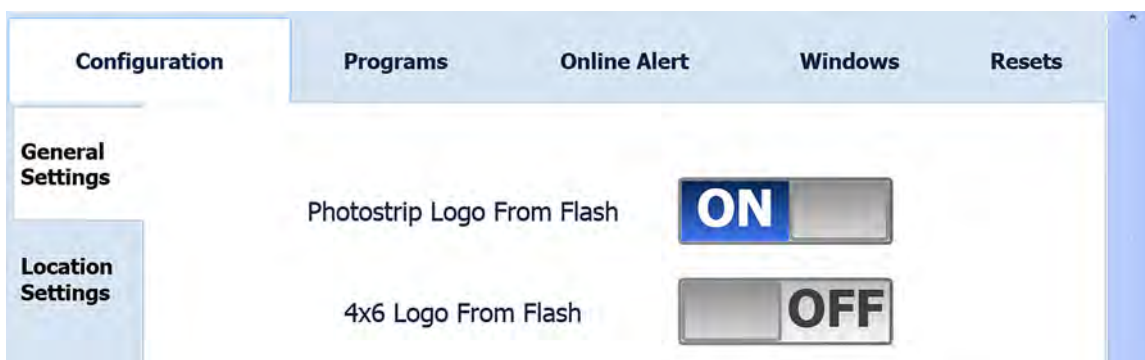 Configuration Programs Online Alert Windows Resets
General
Settings
Photostrip Logo From Flash ON
Location
Settings
4x6 Logo From Flash OFF